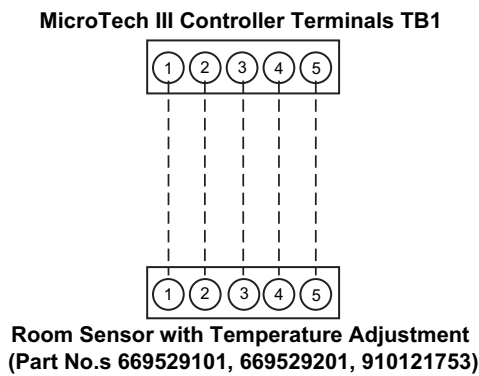 MicroTech III Controller Terminals TB1
1 2 3 4 5
1 2 3 4 5
Room Sensor with Temperature Adjustment
(Part No.s 669529101, 669529201, 910121753)